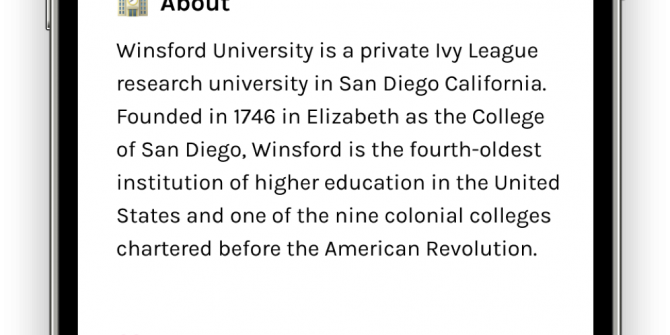 About
Winsford University is a private Ivy League
research university in San Diego California.
Founded in 1746 in Elizabeth as the College
of San Diego, Winsford is the fourth-oldest
institution of higher education in the United
States and one of the nine colonial colleges
chartered before the American Revolution.